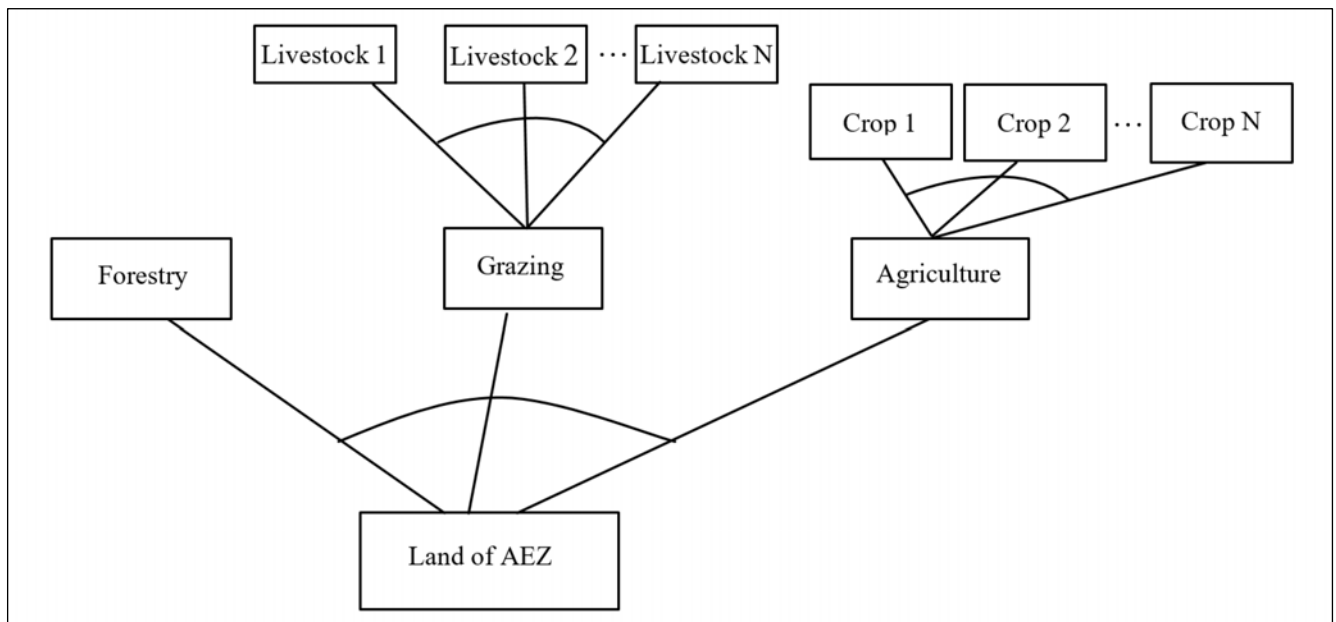 Livestock 1
Livestock 2
...
Livestock N
Crop 1
Crop 2
...
Crop N
Forestry
Grazing
Agriculture
Land of AEZ